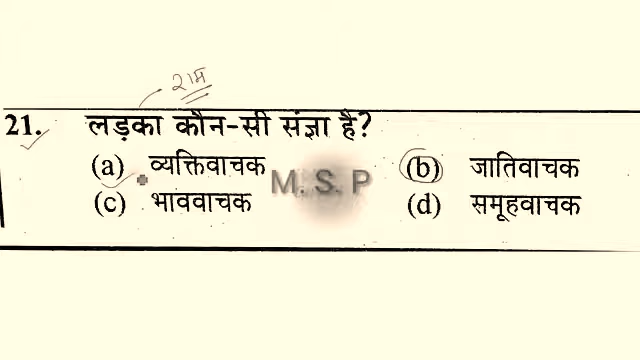 राम
21. लड़का कौन-सी संज्ञा है?
(a) व्यक्तिवाचक (b) जातिवाचक
M. S. P
(c) भाववाचक (d) समूहवाचक